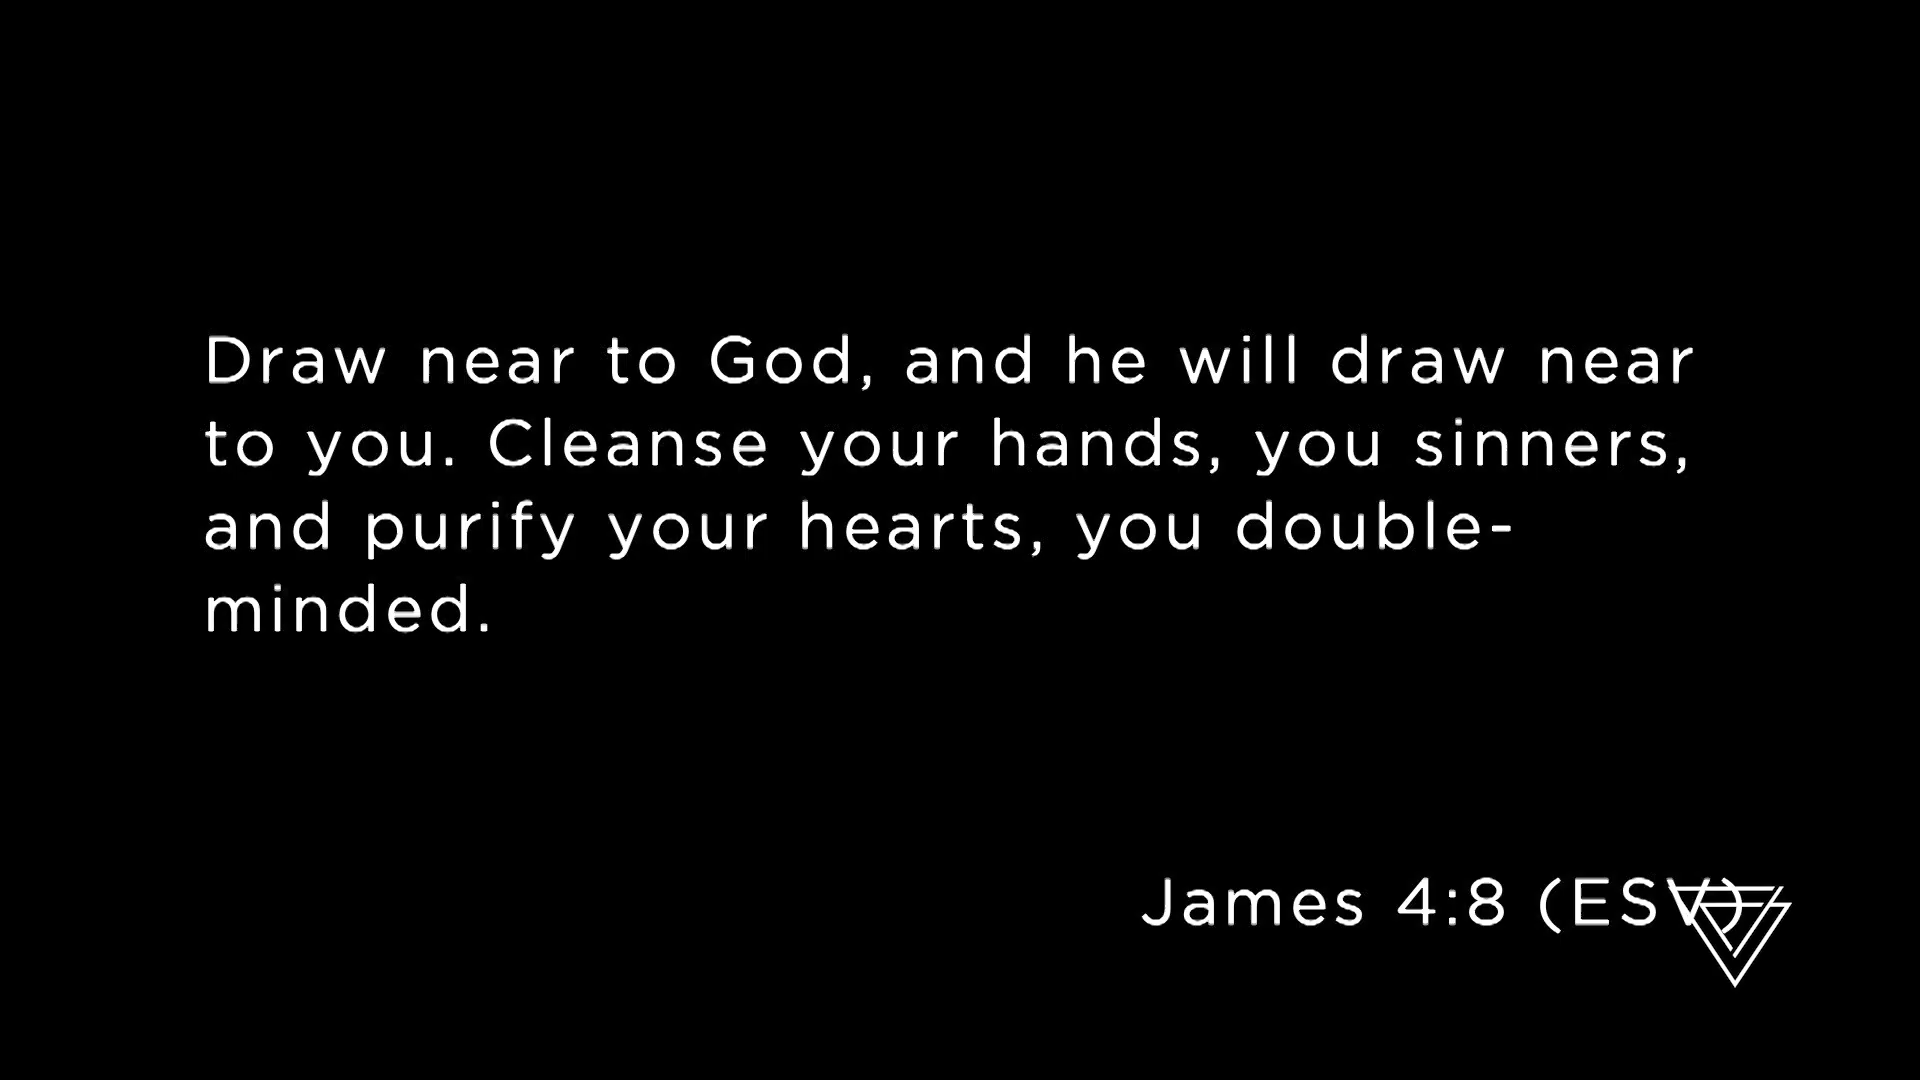 Draw near to God, and he will draw near
to you. Cleanse your hands, you sinners,
and purify your hearts, you double-
minded.
James 4:8 (ESV)